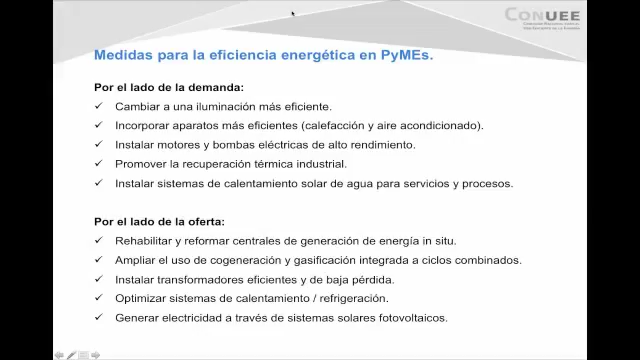 CONUEE
Medidas para la eficiencia energética en PyMEs.
Por el lado de la demanda:
✓ Cambiar a una iluminación más eficiente.
✓ Incorporar aparatos más eficientes (calefacción y aire acondicionado).
✓ Instalar motores y bombas eléctricas de alto rendimiento.
✓ Promover la recuperación térmica industrial.
✓ Instalar sistemas de calentamiento solar de agua para servicios y procesos.
Por el lado de la oferta:
✓ Rehabilitar y reformar centrales de generación de energía in situ.
✓ Ampliar el uso de cogeneración y gasificación integrada a ciclos combinados.
✓ Instalar transformadores eficientes y de baja pérdida.
✓ Optimizar sistemas de calentamiento / refrigeración.
✓ Generar electricidad a través de sistemas solares fotovoltaicos.